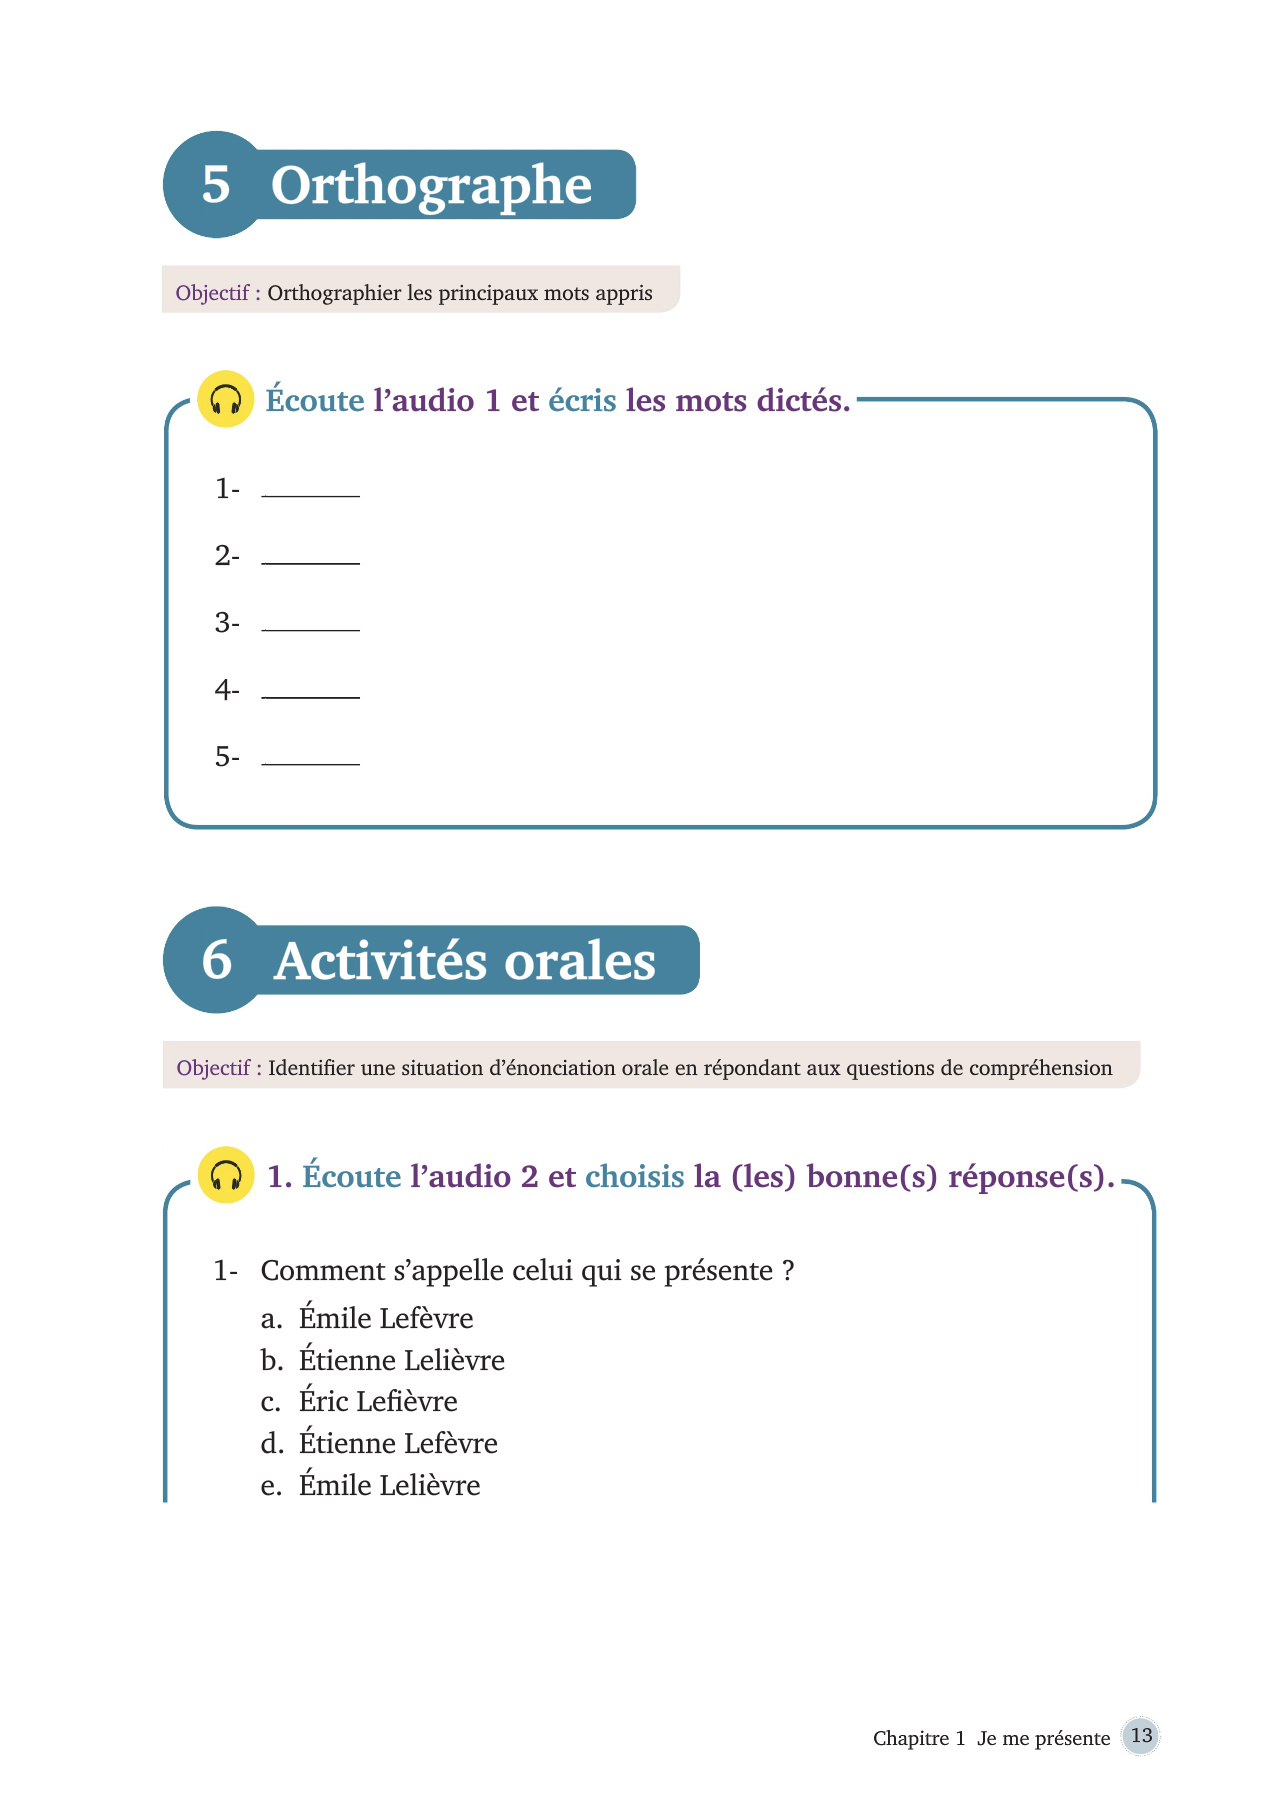 5 Orthographe
Objectif : Orthographier les principaux mots appris
Écoute l’audio 1 et écris les mots dictés.
1- ________
2- ________
3- ________
4- ________
5- ________
6 Activités orales
Objectif : Identifier une situation d’énonciation orale en répondant aux questions de compréhension
1. Écoute l’audio 2 et choisis la (les) bonne(s) réponse(s).
1- Comment s’appelle celui qui se présente ?
a. Émile Lefèvre
b. Étienne Lelièvre
c. Éric Lefièvre
d. Étienne Lefèvre
e. Émile Lelièvre
Chapitre 1 Je me présente 13